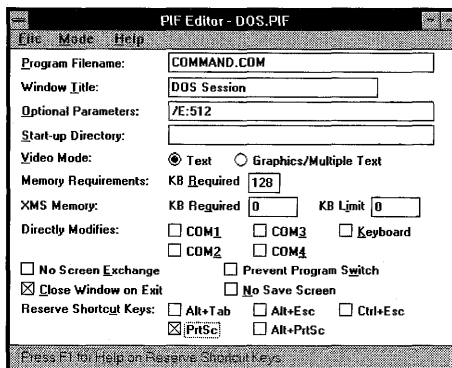 PIF Editor - DOS.PIF
File Mode Help
Program Filename: COMMAND.COM
Window Title: DOS Session
Optional Parameters: /E:512
Start-up Directory:
Video Mode: Text Graphics/Multiple Text
Memory Requirements: KB Required 128
XMS Memory: KB Required 0 KB Limit 0
Directly Modifies: COM1 COM3 Keyboard
COM2 COM4
No Screen Exchange Prevent Program Switch
Close Window on Exit No Save Screen
Reserve Shortcut Keys: Alt+Tab Alt+Esc Ctrl+Esc
PrtSc Alt+PrtSc
Press F1 for Help on Reserve Shortcut Keys.